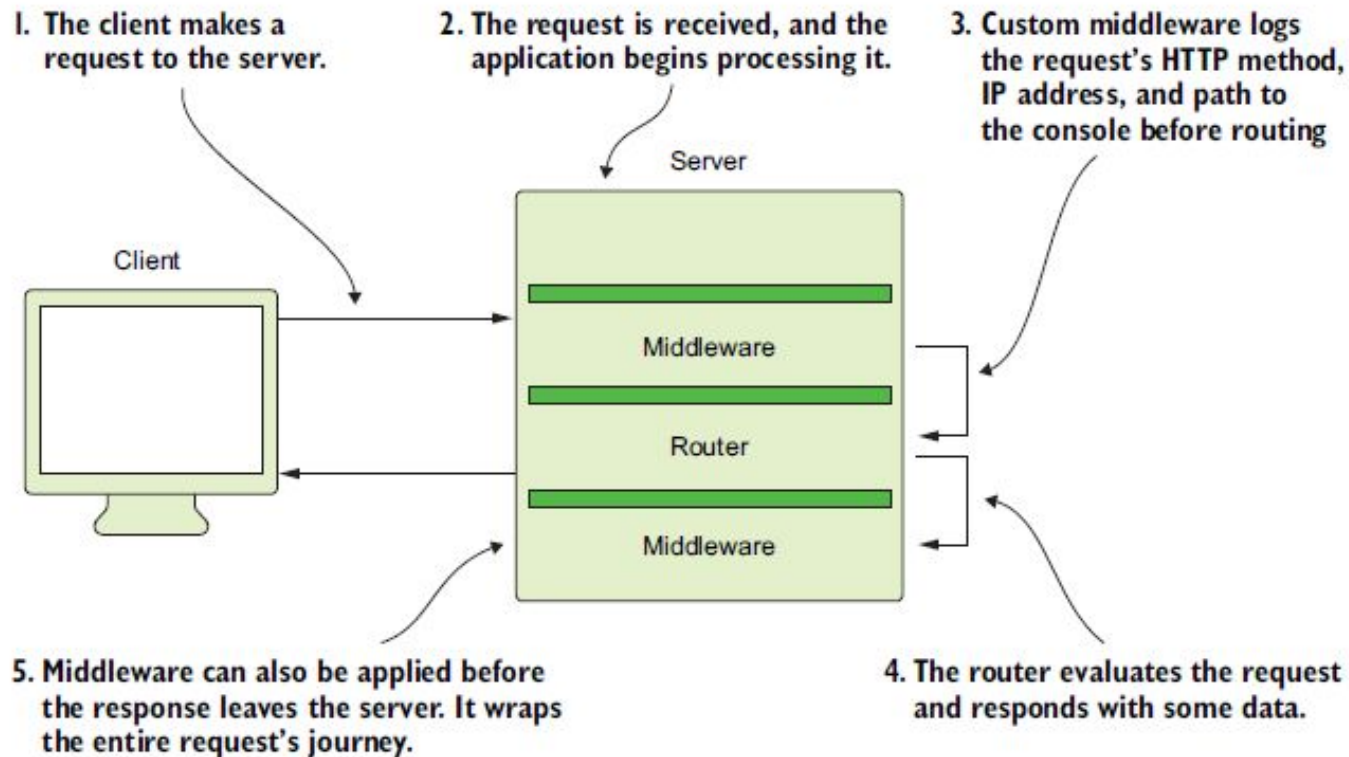 1. The client makes a
request to the server.
2. The request is received, and the
application begins processing it.
3. Custom middleware logs
the request's HTTP method,
IP address, and path to
the console before routing
Server
Client
Middleware
Router
Middleware
5. Middleware can also be applied before
the response leaves the server. It wraps
the entire request's journey.
4. The router evaluates the request
and responds with some data.